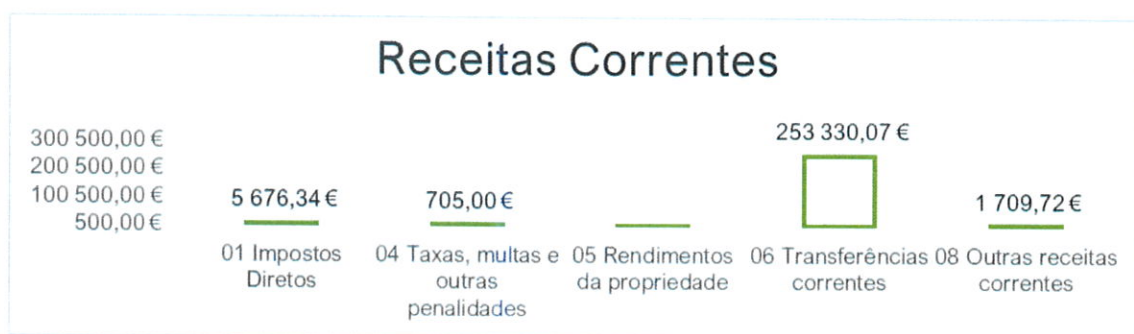 Receitas Correntes
300 500,00 €
200 500,00 €
100 500,00 €
500,00 €
5 676,34 €
705,00 €
253 330,07 €
1 709,72 €
01 Impostos
Diretos
04 Taxas, multas e
outras
penalidades
05 Rendimentos
da propriedade
06 Transferências
correntes
08 Outras receitas
correntes